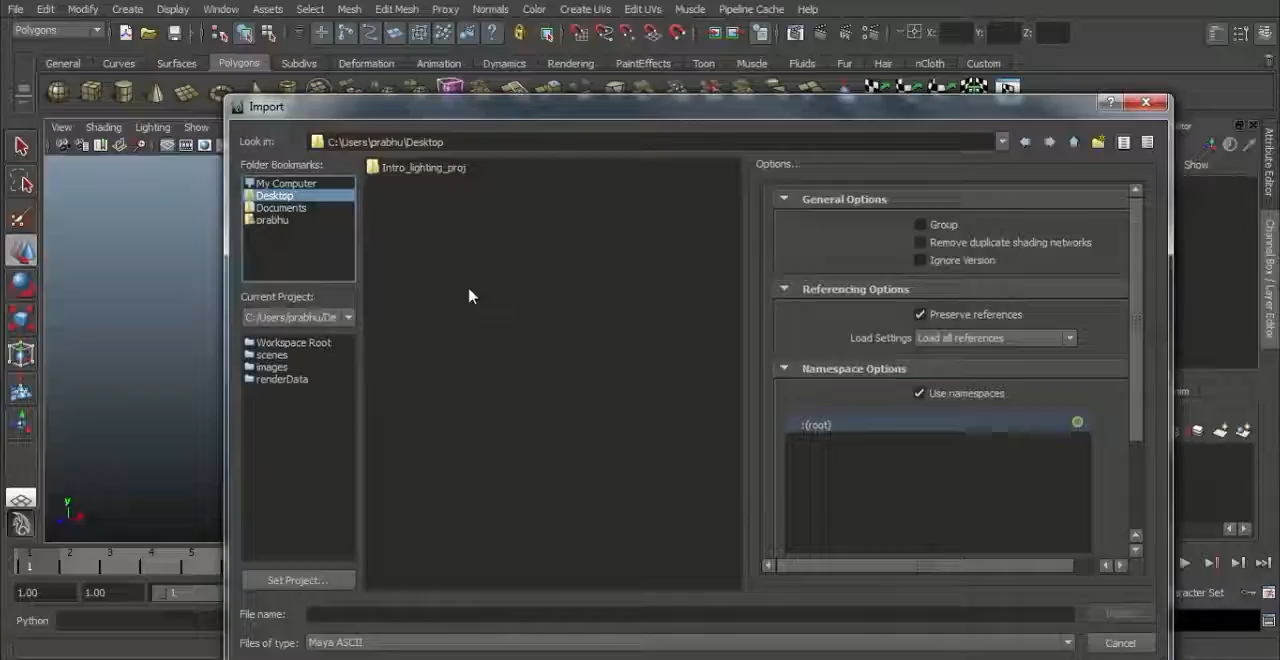 File Edit Modify Create Display Window Assets Select Mesh Edit Mesh Proxy Normals Color Create UVs Edit UVs Muscle Pipeline Cache Help
Polygons X: Y: Z:
General Curves Surfaces Polygons Subdivs Deformation Animation Dynamics Rendering PaintEffects Toon Muscle Fluids Fur Hair nCloth Custom
Import ?
View Shading Lighting Show
Look in: C:\Users\prabhu\Desktop
Folder Bookmarks:
My Computer
Desktop
Documents
prabhu
Intro_lighting_proj
Options...
General Options
Group
Remove duplicate shading networks
Ignore Version
Referencing Options
Preserve references
Load Settings Load all references
Namespace Options
Use namespaces
:(root)
Current Project:
C:/Users/prabhu/De
Workspace Root
scenes
images
renderData
Set Project...
File name:
Files of type: Maya ASCII Cancel
Show
Attribute Editor
Channel Box / Layer Editor
y
1 2 3 4 5
1
1.00 1.00 1
Python